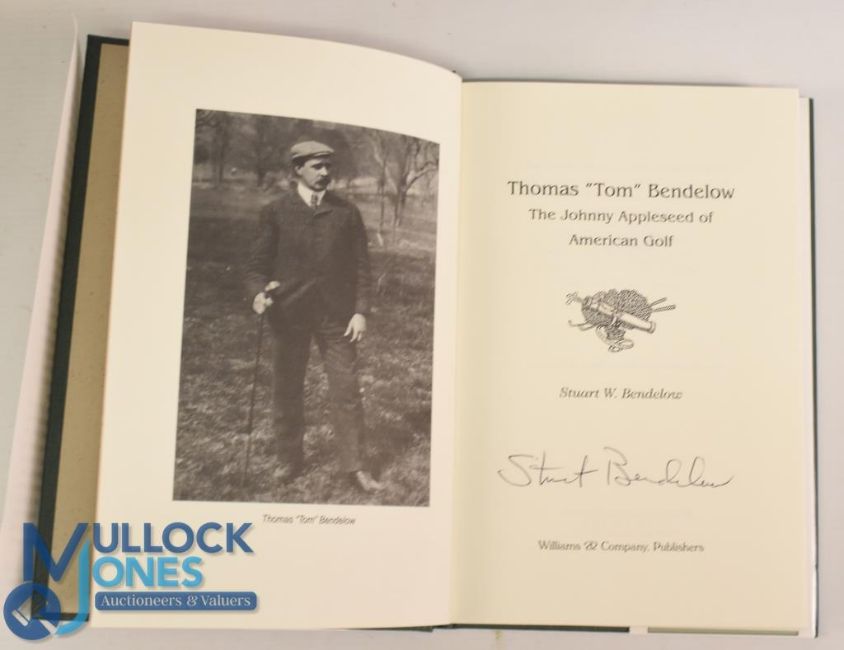 Thomas "Tom" Bendelow
Thomas "Tom" Bendelow
The Johnny Appleseed of
American Golf
Stuart W. Bendelow
Stuart Bendelow
Williams & Company, Publishers
MULLOCK
JONES
Auctioneers & Valuers